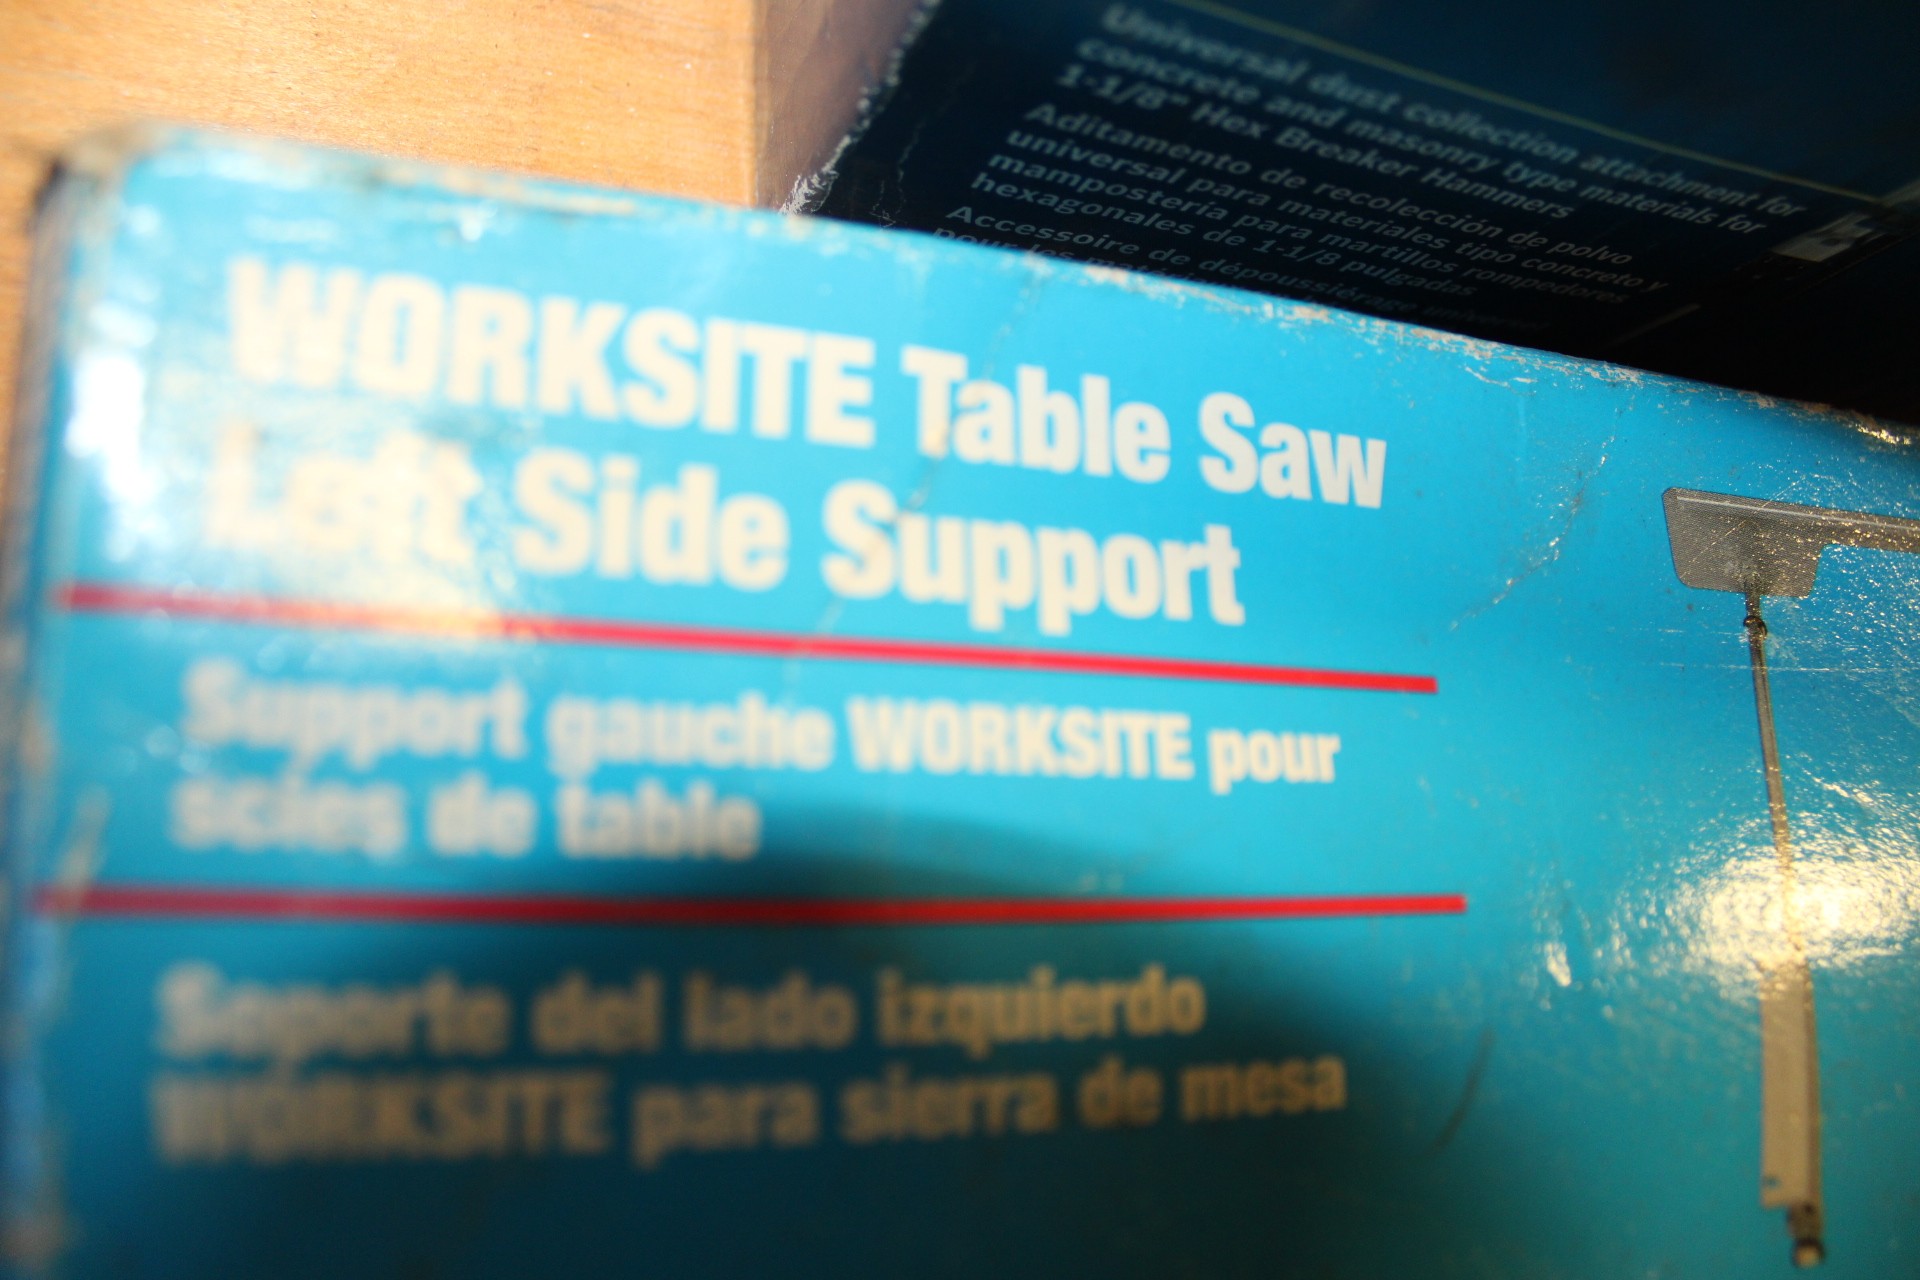 Universal dust collection attachment for
concrete and masonry type materials for
1-1/8" Hex Breaker Hammers
Aditamento de recolección de polvo
universal para materiales tipo concreto y
mampostería para martillos rompedores
hexagonales de 1-1/8 pulgadas
Accessoire de dépoussiérage universel
pour les
WORKSITE Table Saw
Left Side Support
Support gauche WORKSITE pour
scies de table
Soporte del lado izquierdo
WORKSITE para sierra de mesa